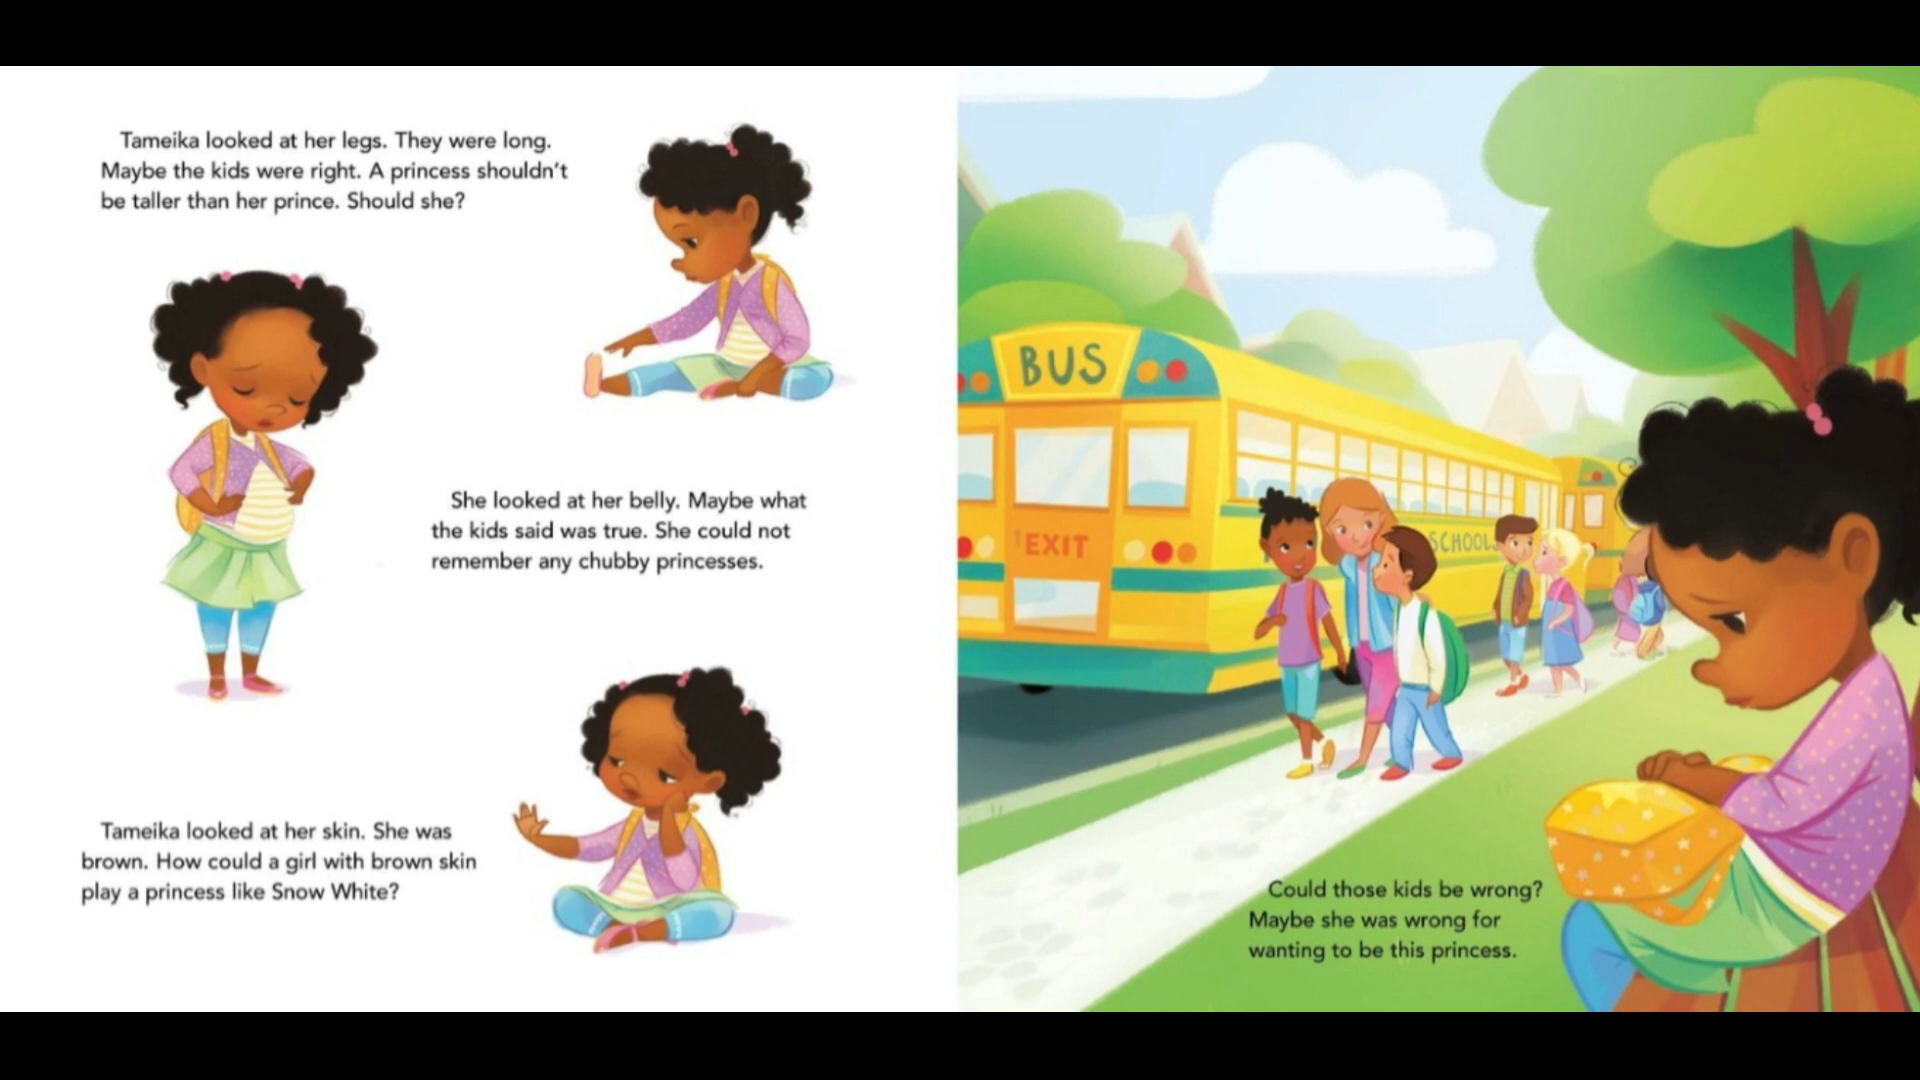 Tameika looked at her legs. They were long.
Maybe the kids were right. A princess shouldn't
be taller than her prince. Should she?
She looked at her belly. Maybe what
the kids said was true. She could not
remember any chubby princesses.
Tameika looked at her skin. She was
brown. How could a girl with brown skin
play a princess like Snow White?
BUS
EXIT
SCHOOL
Could those kids be wrong?
Maybe she was wrong for
wanting to be this princess.